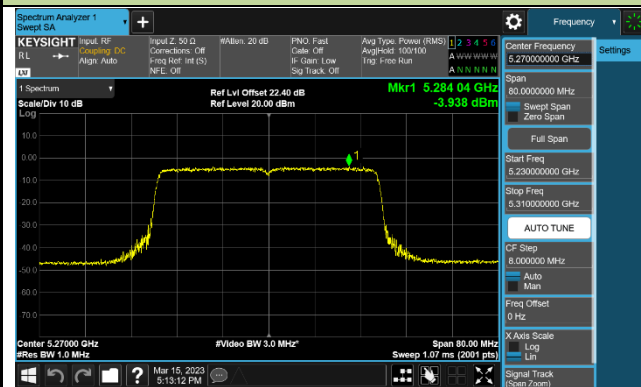 Spectrum Analyzer 1
Swept SA
Frequency
KEYSIGHT
Input: RF
Coupling: DC
Align: Auto
Input Z: 50 Ω
Corrections: Off
Freq Ref: Int (S)
NFE: Off
#Atten: 20 dB
PNO: Fast
Gate: Off
IF Gain: Low
Sig Track: Off
Avg Type: Power (RMS)
Avg|Hold: 100/100
Trig: Free Run
1 2 3 4 5 6
A W W W W W
A N N N N N
RL
LXI
1 Spectrum
Scale/Div 10 dB
Ref Lvl Offset 22.40 dB
Ref Level 20.00 dBm
Mkr1 5.284 04 GHz
-3.938 dBm
Log
10.0
0.00
-10.0
-20.0
-30.0
-40.0
-50.0
-60.0
-70.0
1
Center 5.27000 GHz
#Res BW 1.0 MHz
#Video BW 3.0 MHz*
Span 80.00 MHz
Sweep 1.07 ms (2001 pts)
Mar 15, 2023
5:13:12 PM
Center Frequency
5.270000000 GHz
Settings
Span
80.0000000 MHz
Swept Span
Zero Span
Full Span
Start Freq
5.230000000 GHz
Stop Freq
5.310000000 GHz
AUTO TUNE
CF Step
8.000000 MHz
Auto
Man
Freq Offset
0 Hz
X Axis Scale
Log
Lin
Signal Track
(Span Zoom)